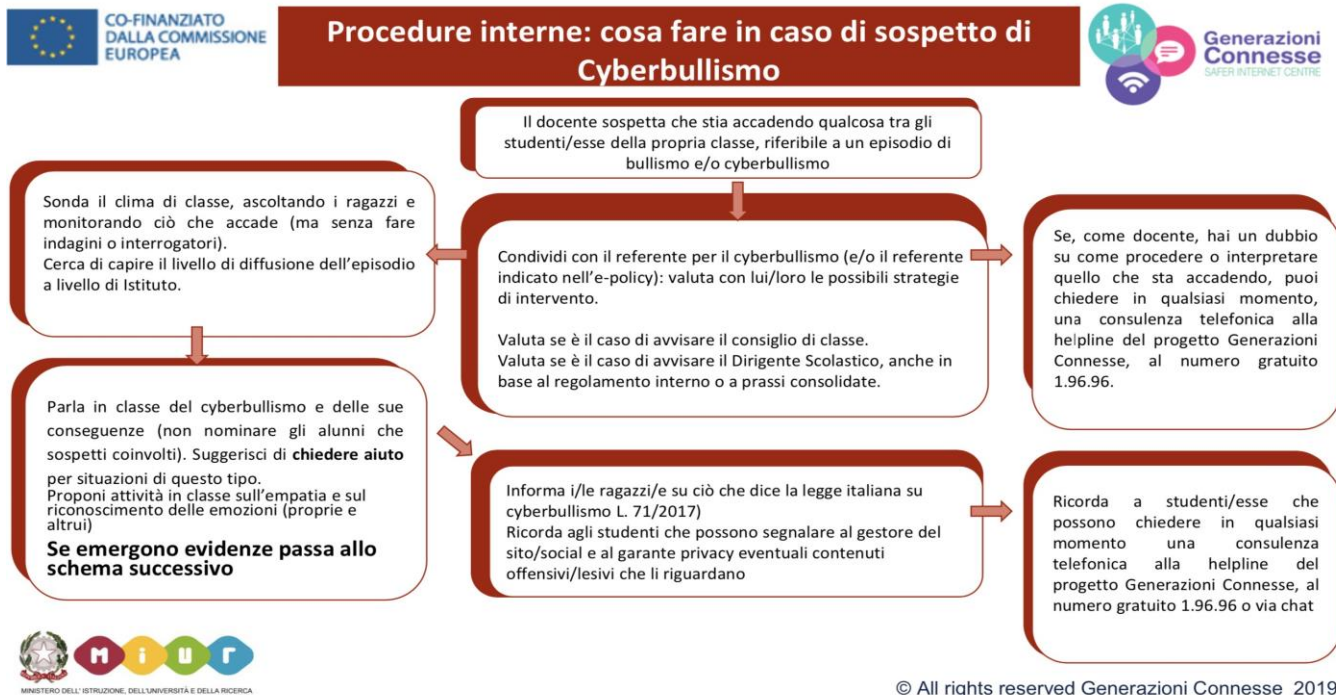 CO-FINANZIATO
DALLA COMMISSIONE
EUROPEA
Procedure interne: cosa fare in caso di sospetto di
Cyberbullismo
Generazioni
Connesse
SAFER INTERNET CENTRE
Il docente sospetta che stia accadendo qualcosa tra gli
studenti/esse della propria classe, riferibile a un episodio di
bullismo e/o cyberbullismo
Sonda il clima di classe, ascoltando i ragazzi e
monitorando ciò che accade (ma senza fare
indagini o interrogatori).
Cerca di capire il livello di diffusione dell'episodio
a livello di Istituto.
Condividi con il referente per il cyberbullismo (e/o il referente
indicato nell'e-policy): valuta con lui/loro le possibili strategie
di intervento.
Valuta se è il caso di avvisare il consiglio di classe.
Valuta se è il caso di avvisare il Dirigente Scolastico, anche in
base al regolamento interno o a prassi consolidate.
Se, come docente, hai un dubbio
su come procedere o interpretare
quello che sta accadendo, puoi
chiedere in qualsiasi momento,
una consulenza telefonica alla
helpline del progetto Generazioni
Connesse, al numero gratuito
1.96.96.
Parla in classe del cyberbullismo e delle sue
conseguenze (non nominare gli alunni che
sospetti coinvolti). Suggerisci di chiedere aiuto
per situazioni di questo tipo.
Proponi attività in classe sull'empatia e sul
riconoscimento delle emozioni (proprie e
altrui)
Se emergono evidenze passa allo
schema successivo
Informa i/le ragazzi/e su ciò che dice la legge italiana su
cyberbullismo L. 71/2017)
Ricorda agli studenti che possono segnalare al gestore del
sito/social e al garante privacy eventuali contenuti
offensivi/lesivi che li riguardano
Ricorda a studenti/esse che
possono chiedere in qualsiasi
momento una consulenza
telefonica alla helpline del
progetto Generazioni Connesse, al
numero gratuito 1.96.96 o via chat
miur
MINISTERO DELL' ISTRUZIONE, DELL'UNIVERSITÀ E DELLA RICERCA
© All rights reserved Generazioni Connesse 2019